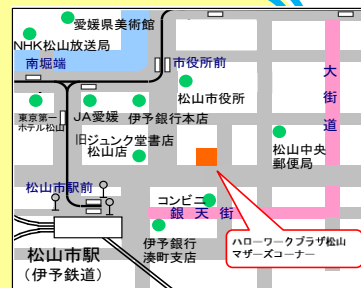 愛媛県美術館
NHK松山放送局
南堀端
市役所前
大街道
松山市役所
東京第一
ホテル松山
JA愛媛
伊予銀行本店
旧ジュンク堂書店
松山店
松山中央
郵便局
松山市駅前
コンビニ
銀天街
伊予銀行
湊町支店
ハローワークプラザ松山
マザーズコーナー
松山市駅
(伊予鉄道)